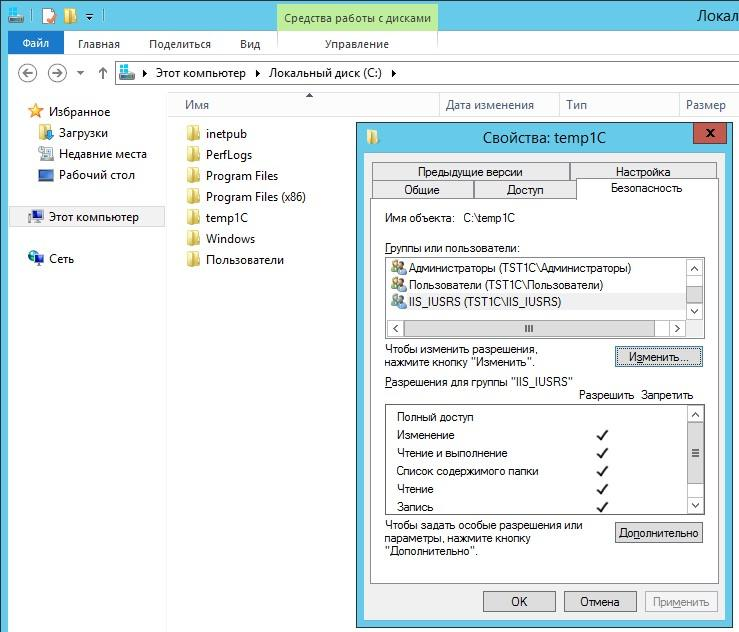 Средства работы с дисками
Локал
Файл
Главная
Поделиться
Вид
Управление
Этот компьютер
Локальный диск (C:)
Избранное
Загрузки
Недавние места
Рабочий стол
Этот компьютер
Сеть
Имя
Дата изменения
Тип
Размер
inetpub
PerfLogs
Program Files
Program Files (x86)
temp1C
Windows
Пользователи
Свойства: temp1C
x
Предыдущие версии
Настройка
Общие
Доступ
Безопасность
Имя объекта: C:\temp1C
Группы или пользователи:
Администраторы (TST1C\Администраторы)
Пользователи (TST1C\Пользователи)
IIS_IUSRS (TST1C\IIS_IUSRS)
Чтобы изменить разрешения,
нажмите кнопку "Изменить".
Изменить...
Разрешения для группы "IIS_IUSRS"
Разрешить Запретить
Полный доступ
Изменение
Чтение и выполнение
Список содержимого папки
Чтение
Запись
Чтобы задать особые разрешения или
параметры, нажмите кнопку
"Дополнительно".
Дополнительно
OK
Отмена
Применить